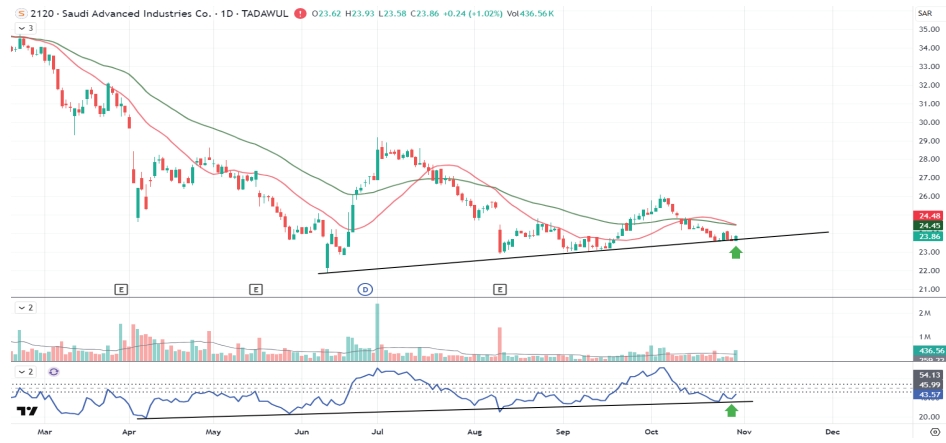 S 2120 · Saudi Advanced Industries Co. · 1D · TADAWUL O23.62 H23.93 L23.58 C23.86 +0.24 (+1.02%) Vol436.56K
SAR
3
35.00
34.00
33.00
32.00
31.00
30.00
29.00
28.00
27.00
26.00
24.48
24.45
23.86
23.00
22.00
21.00
E
E
D
E
2
2 M
1 M
436.56
2
54.13
45.99
43.57
20.00
Mar
Apr
May
Jun
Jul
Aug
Sep
Oct
Nov
Dec